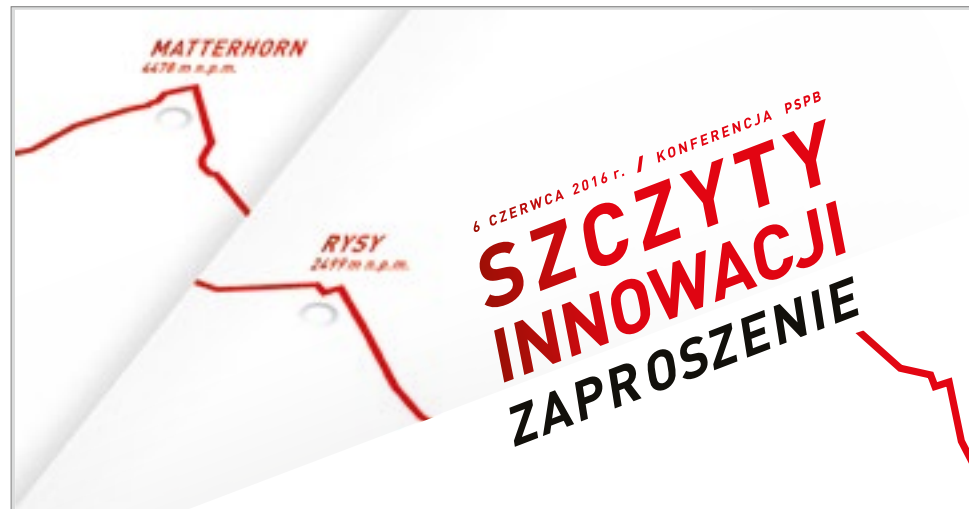 MATTERHORN
4478 m n.p.m.
RYSY
2499 m n.p.m.
6 CZERWCA 2016 r. / KONFERENCJA PSPB
SZCZYTY
INNOWACJI
ZAPROSZENIE